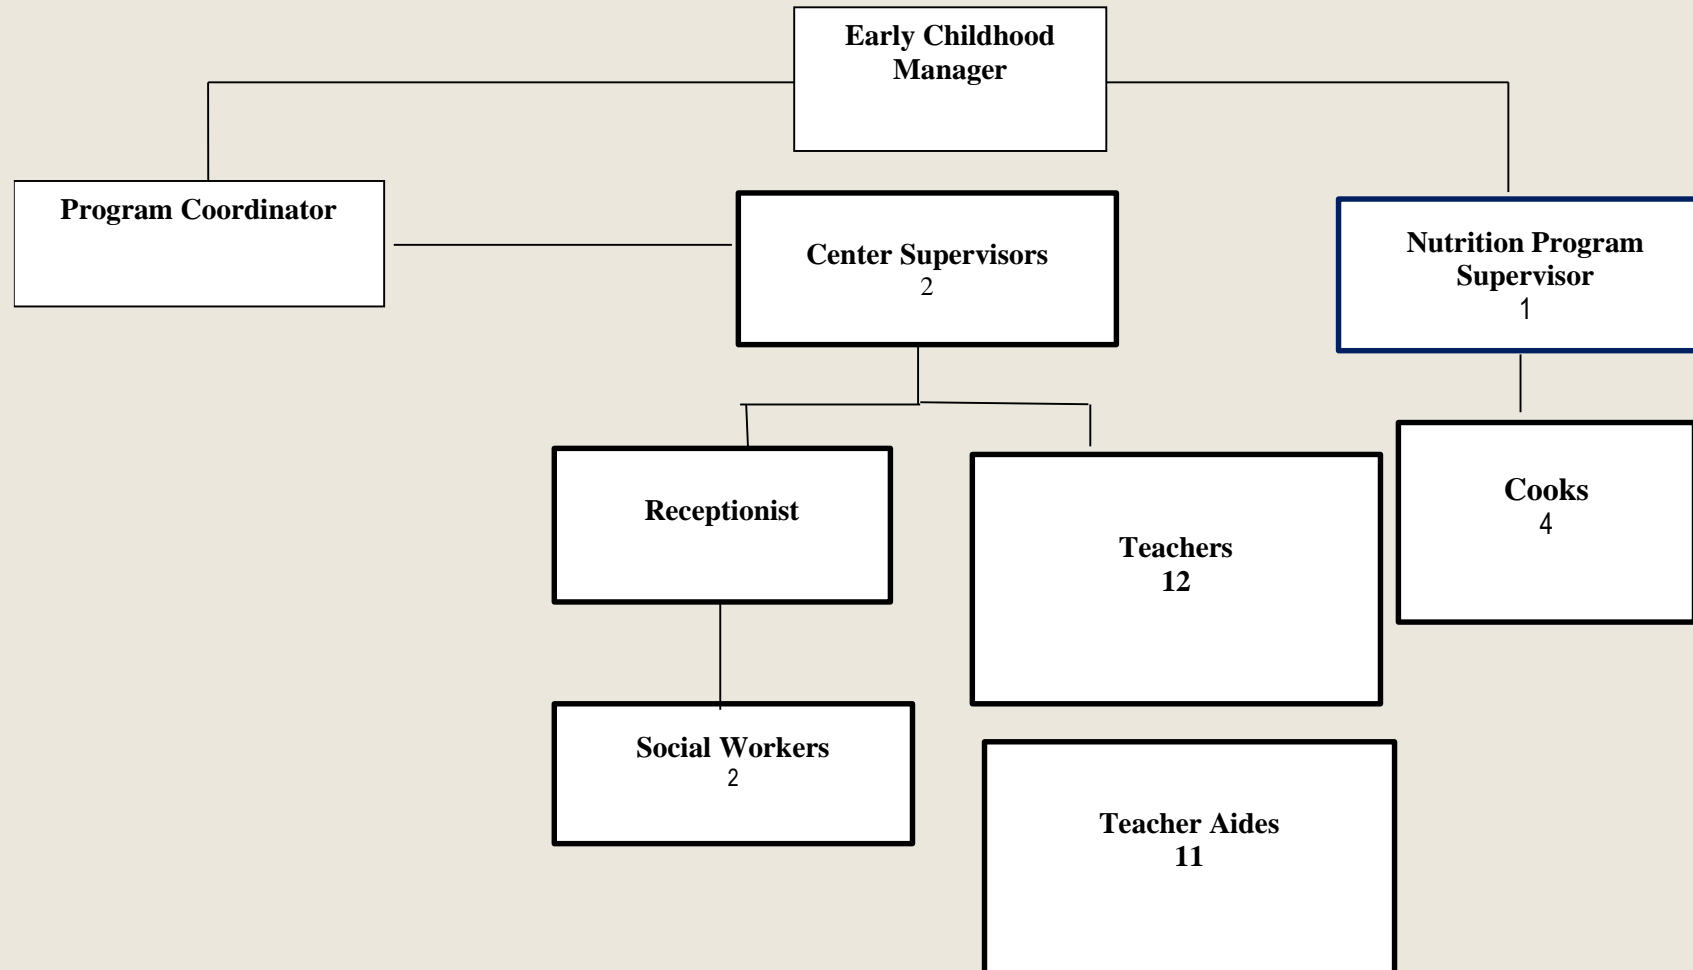 Early Childhood
Manager
Program Coordinator
Center Supervisors
2
Nutrition Program
Supervisor
1
Receptionist
Teachers
12
Cooks
4
Social Workers
2
Teacher Aides
11